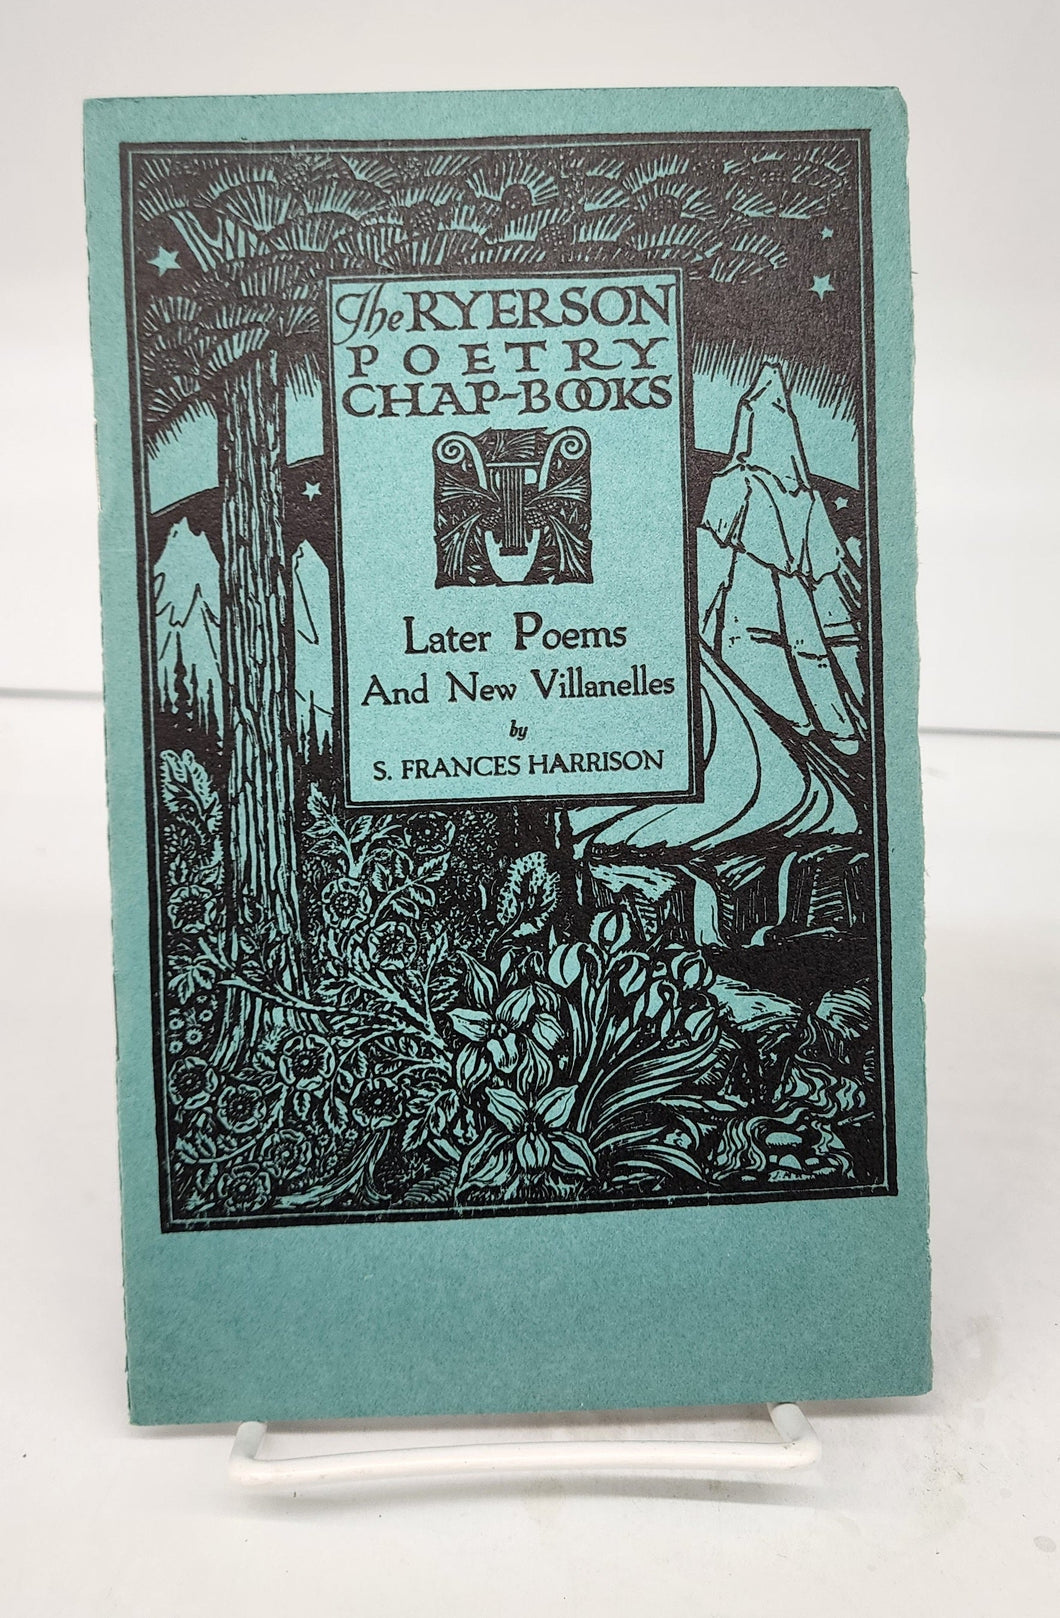 The RYERSON
POETRY
CHAP-BOOKS
Later Poems
And New Villanelles
by
S. FRANCES HARRISON